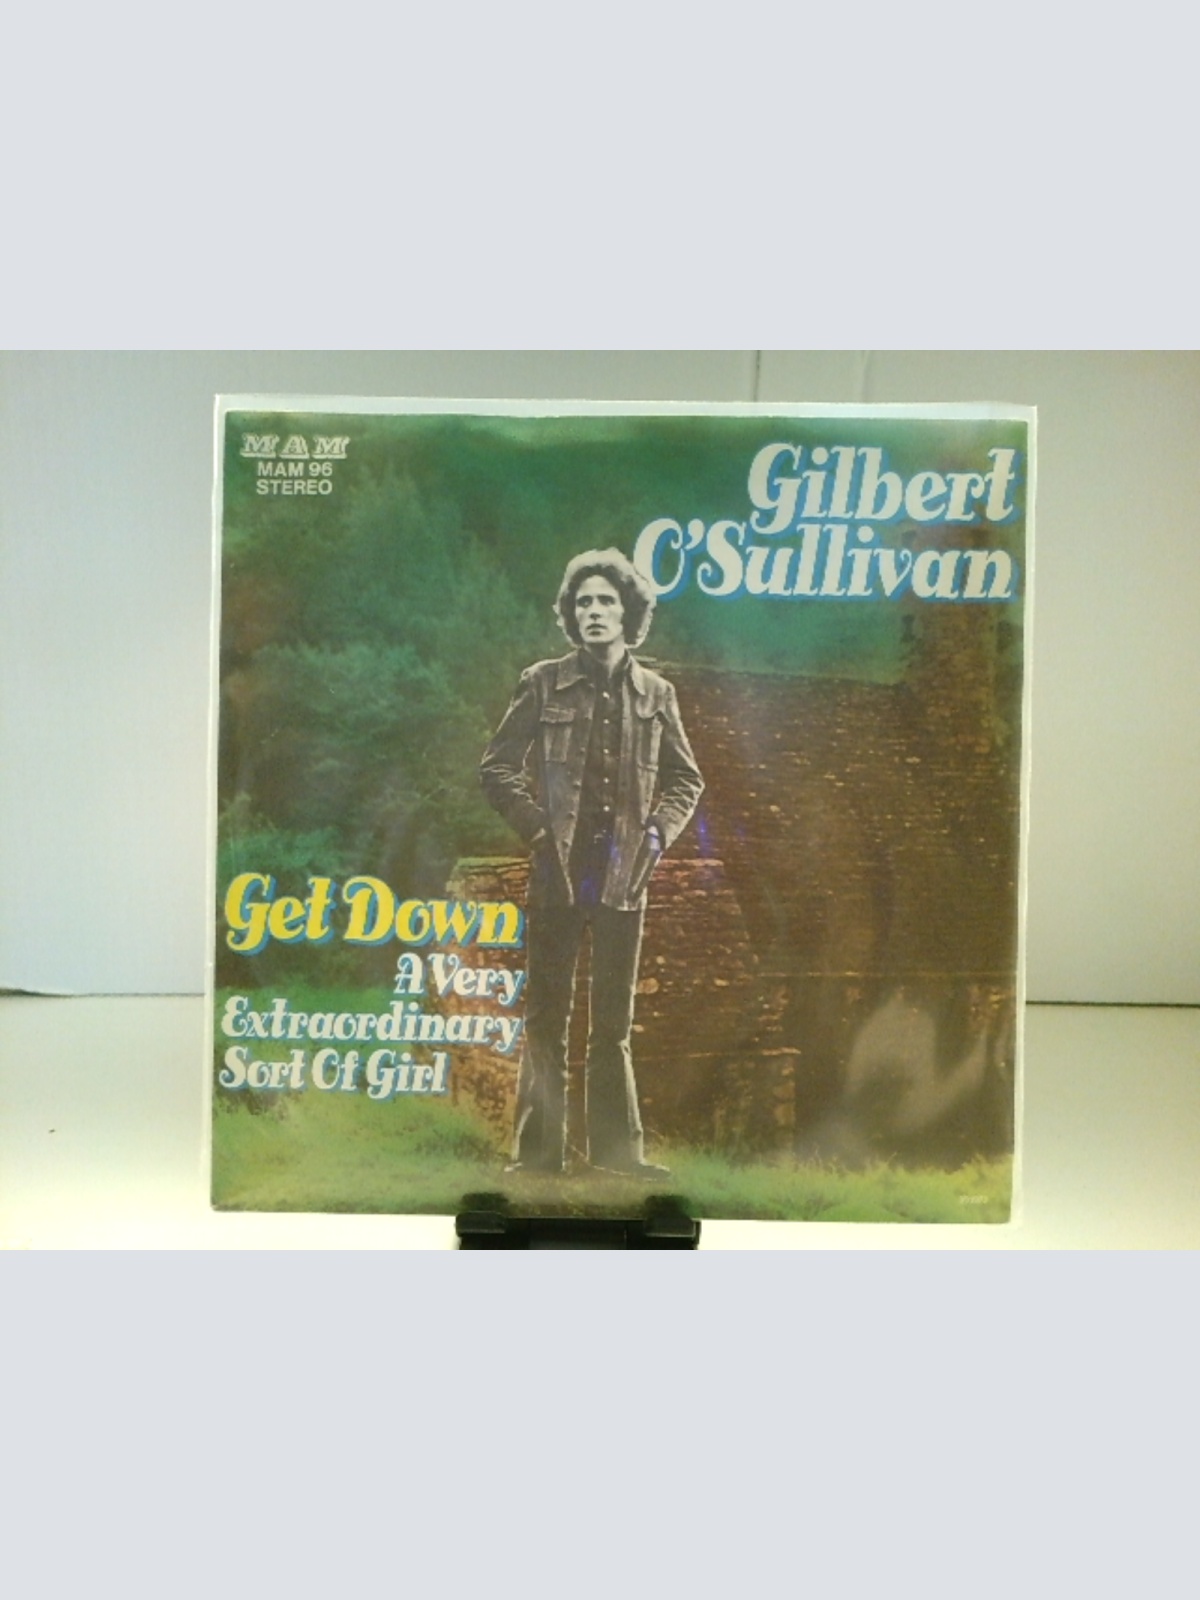 MAM
MAM 96
STEREO
Gilbert
O'Sullivan
Get Down
A Very
Extraordinary
Sort Of Girl